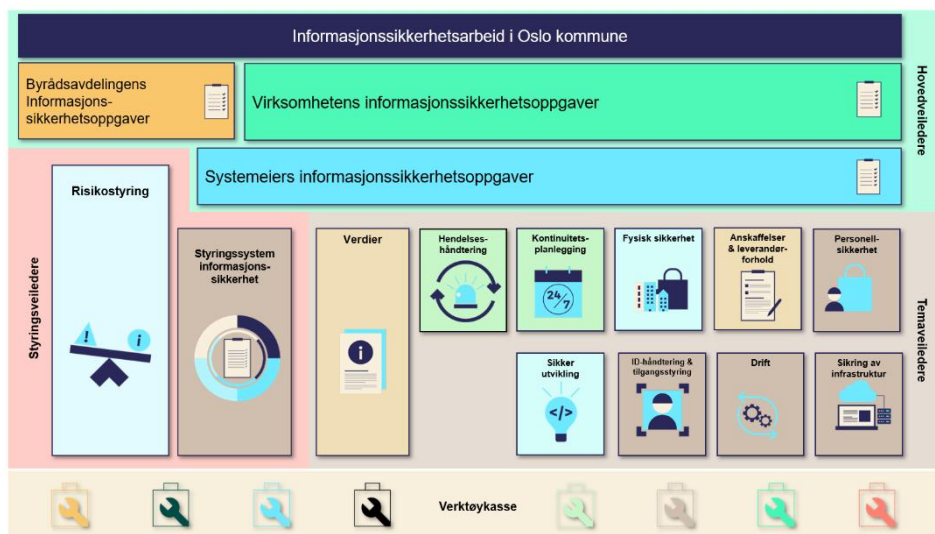 Informasjonssikkerhetsarbeid i Oslo kommune
Byrådsavdelingens
Informasjons-
sikkerhetsoppgaver
Virksomhetens informasjonssikkerhetsoppgaver
Hovedveiledere
Systemeiers informasjonssikkerhetsoppgaver
Styringsveiledere
Risikostyring
!
i
Styringssystem
informasjons-
sikkerhet
Verdier
i
Hendelses-
håndtering
Kontinuitets-
planlegging
24/7
Fysisk sikkerhet
Anskaffelser
& leverandør-
forhold
Personell-
sikkerhet
Temaveiledere
Sikker
utvikling
</>
ID-håndtering &
tilgangsstyring
Drift
Sikring av
infrastruktur
Verktøykasse